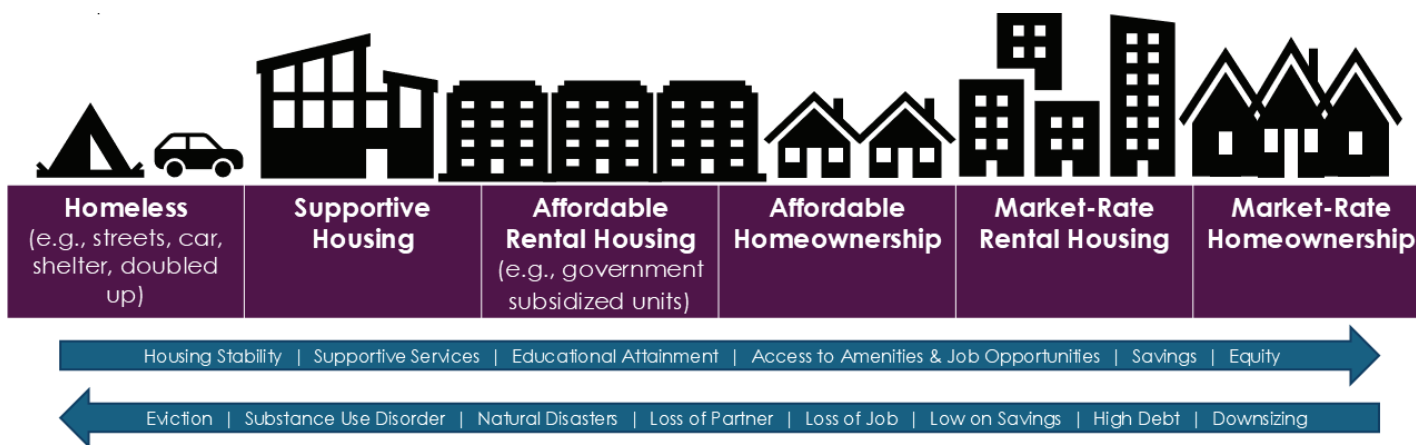 Homeless
(e.g., streets, car,
shelter, doubled
up)
Supportive
Housing
Affordable
Rental Housing
(e.g., government
subsidized units)
Affordable
Homeownership
Market-Rate
Rental Housing
Market-Rate
Homeownership
Housing Stability | Supportive Services | Educational Attainment | Access to Amenities & Job Opportunities | Savings | Equity
Eviction | Substance Use Disorder | Natural Disasters | Loss of Partner | Loss of Job | Low on Savings | High Debt | Downsizing